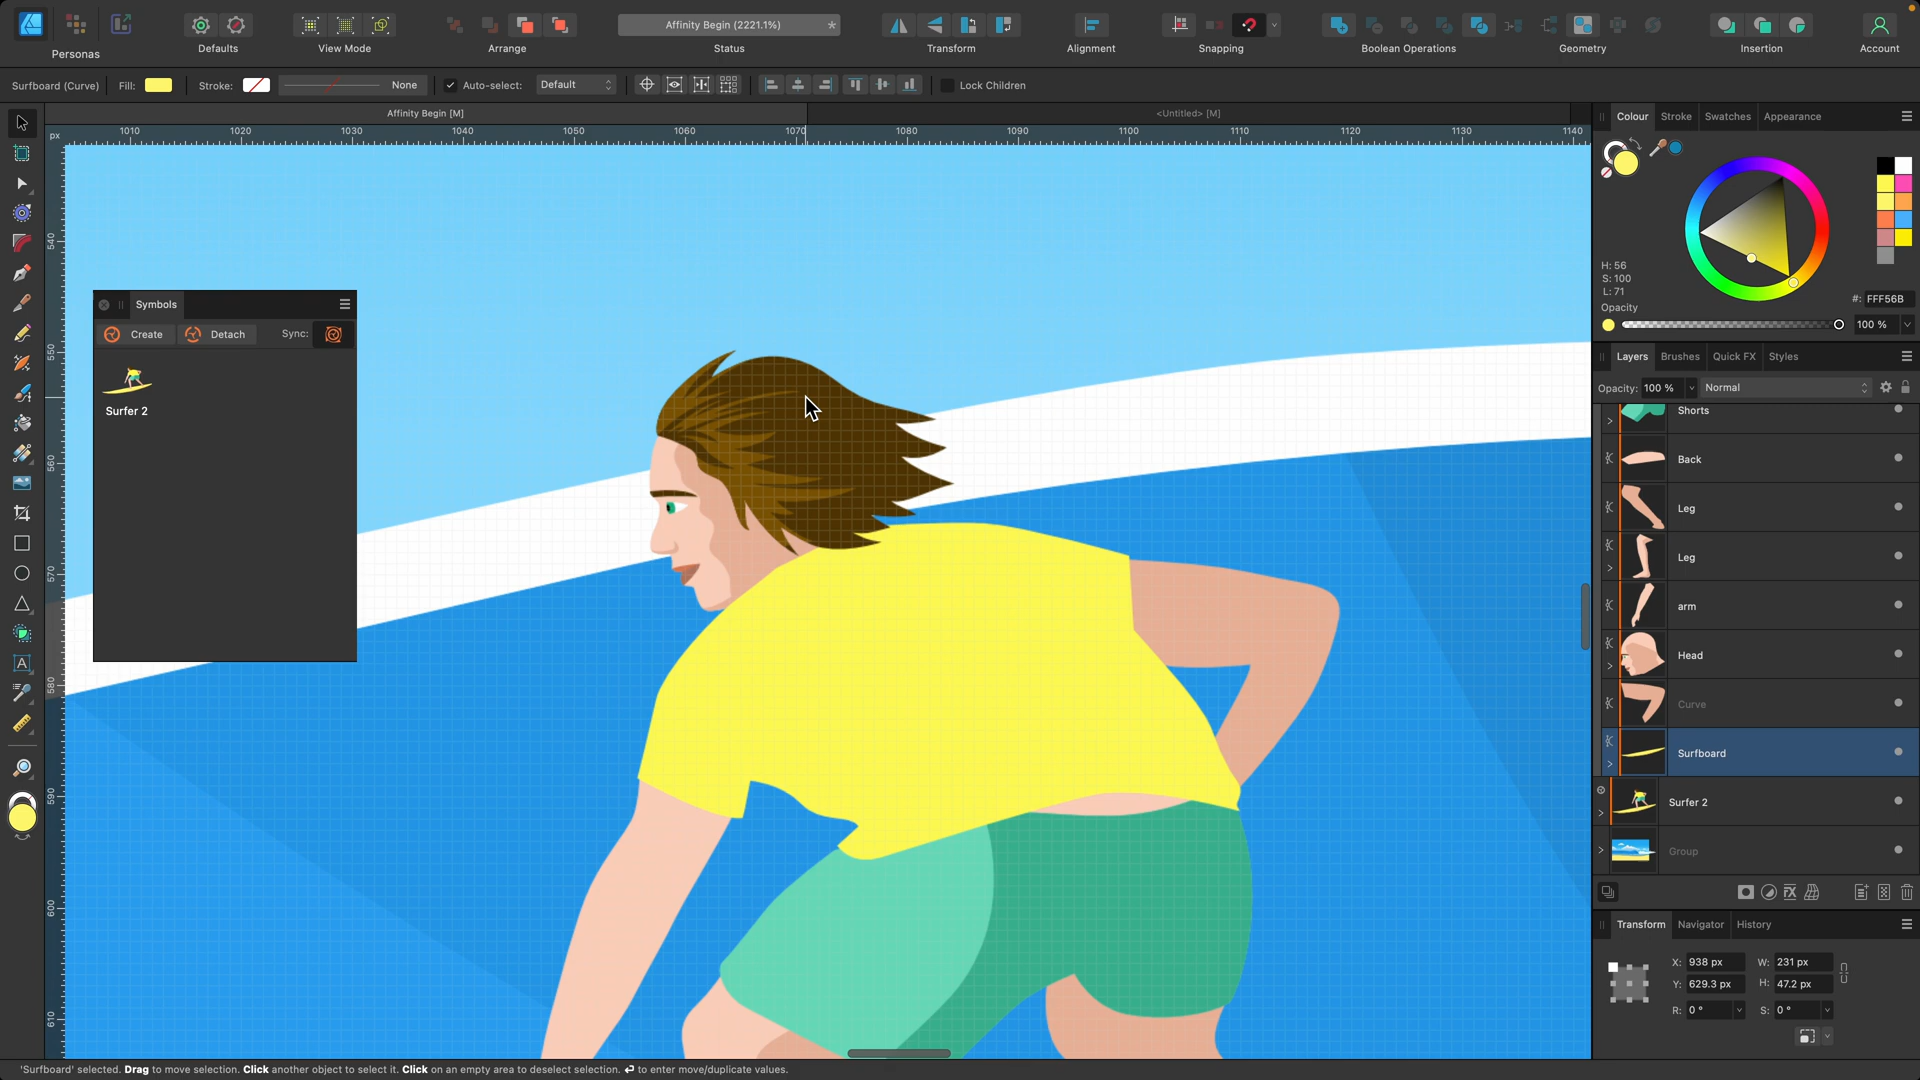 Personas
Defaults
View Mode
Arrange
Affinity Begin (2221.1%)
*
Status
Transform
Alignment
Snapping
Boolean Operations
Geometry
Insertion
Account
Surfboard (Curve)
Fill:
Stroke:
None
Auto-select:
Default
Lock Children
Affinity Begin [M]
<Untitled> [M]
px
1010
1020
1030
1040
1050
1060
1070
1080
1090
1100
1110
1120
1130
1140
540
550
560
570
580
590
600
610
Symbols
Create
Detach
Sync:
Surfer 2
Colour
Stroke
Swatches
Appearance
H: 56
S: 100
L: 71
#: FFF56B
Opacity
100 %
Layers
Brushes
Quick FX
Styles
Opacity: 100 %
Normal
Shorts
Back
Leg
Leg
arm
Head
Curve
Surfboard
Surfer 2
Group
Transform
Navigator
History
X: 938 px
W: 231 px
Y: 629.3 px
H: 47.2 px
R: 0 °
S: 0 °
'Surfboard' selected. Drag to move selection. Click another object to select it. Click on an empty area to deselect selection. ⏎ to enter move/duplicate values.